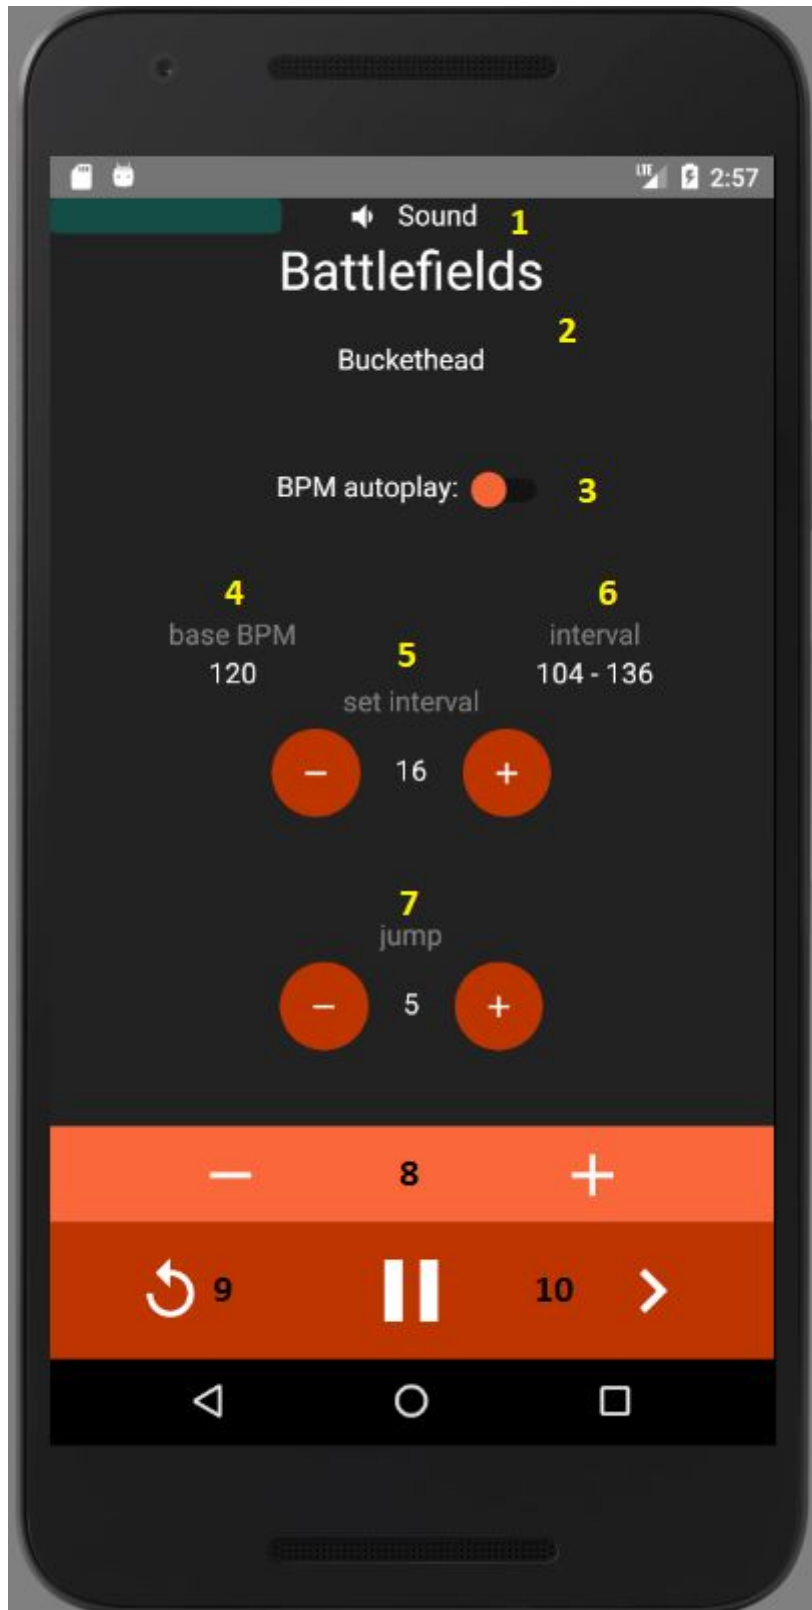 LTE 2:57
Sound 1
Battlefields
2
Buckethead
BPM autoplay: 3
4 6
base BPM interval
5
120 104 - 136
set interval
− 16 +
7
jump
− 5 +
− 8 +
9 10